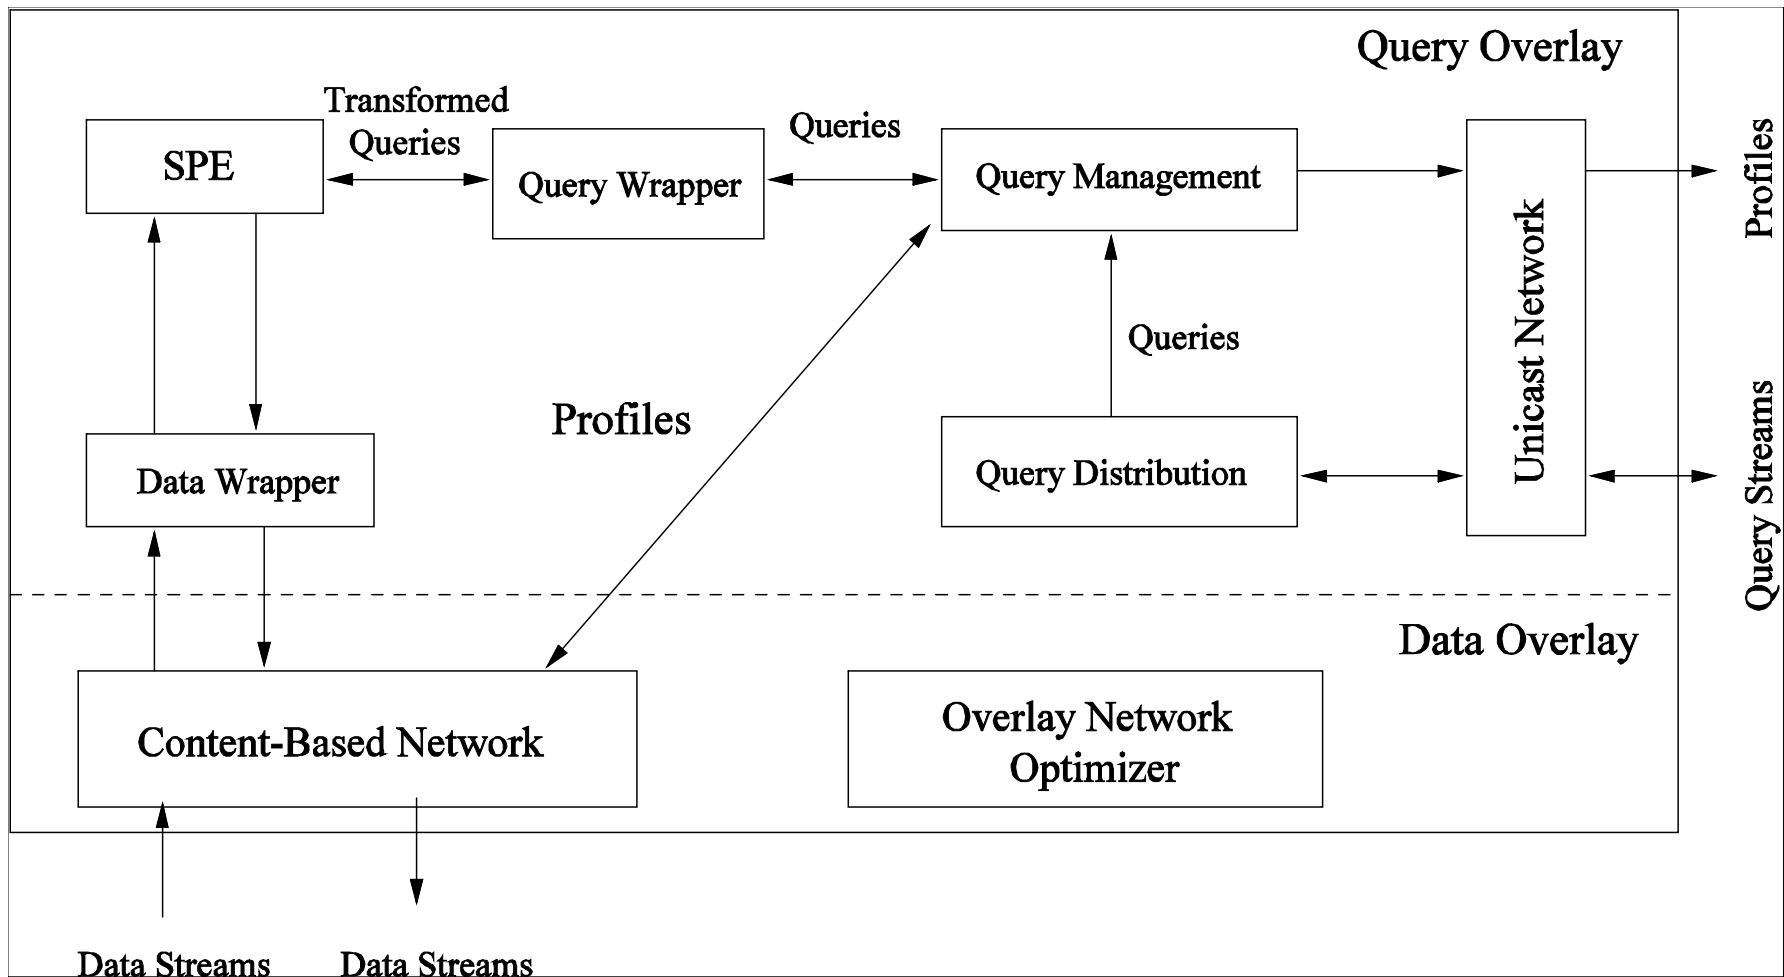 Query Overlay
Transformed
Queries
Queries
SPE
Query Wrapper
Query Management
Profiles
Unicast Network
Queries
Profiles
Data Wrapper
Query Distribution
Query Streams
Data Overlay
Content-Based Network
Overlay Network
Optimizer
Data Streams
Data Streams